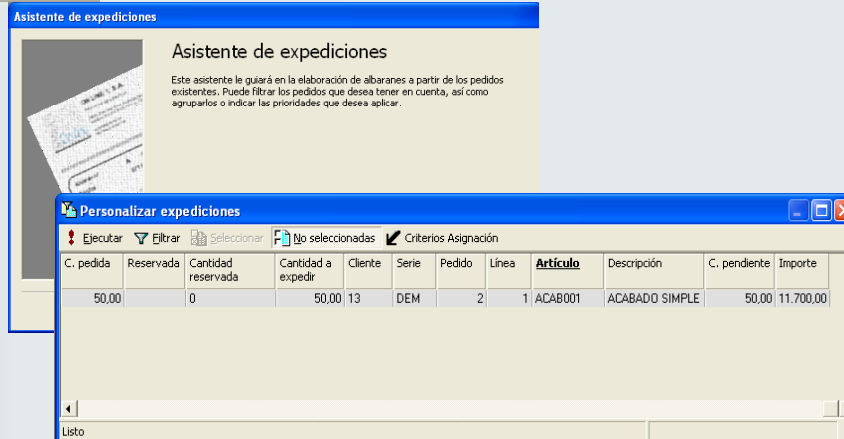 Asistente de expediciones
Asistente de expediciones
Este asistente le guiará en la elaboración de albaranes a partir de los pedidos
existentes. Puede filtrar los pedidos que desea tener en cuenta, así como
agruparlos o indicar las prioridades que desea aplicar.
Personalizar expediciones
Ejecutar Filtrar Seleccionar No seleccionadas Criterios Asignación
C. pedida Reservada Cantidad reservada Cantidad a expedir Cliente Serie Pedido Línea Artículo Descripción C. pendiente Importe
50,00 0 50,00 13 DEM 2 1 ACAB001 ACABADO SIMPLE 50,00 11.700,00
Listo